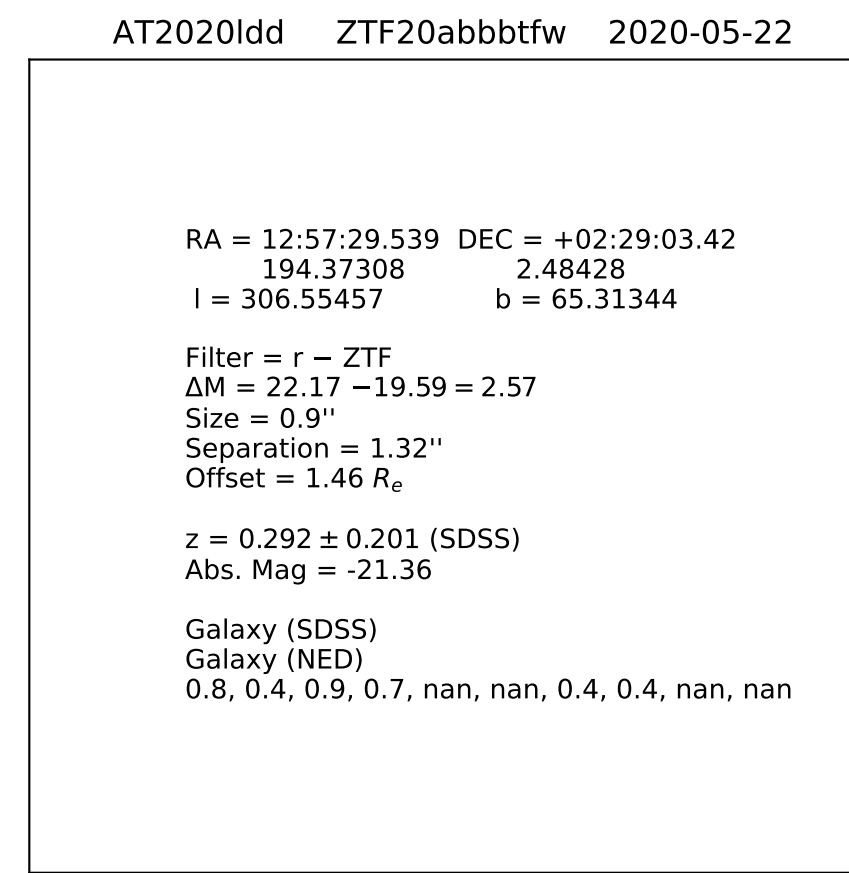 AT2020ldd ZTF20abbbtfw 2020-05-22
RA = 12:57:29.539 DEC = +02:29:03.42
194.37308 2.48428
l = 306.55457 b = 65.31344
Filter = r − ZTF
ΔM = 22.17 −19.59 = 2.57
Size = 0.9''
Separation = 1.32''
Offset = 1.46 Rₑ
z = 0.292 ± 0.201 (SDSS)
Abs. Mag = -21.36
Galaxy (SDSS)
Galaxy (NED)
0.8, 0.4, 0.9, 0.7, nan, nan, 0.4, 0.4, nan, nan